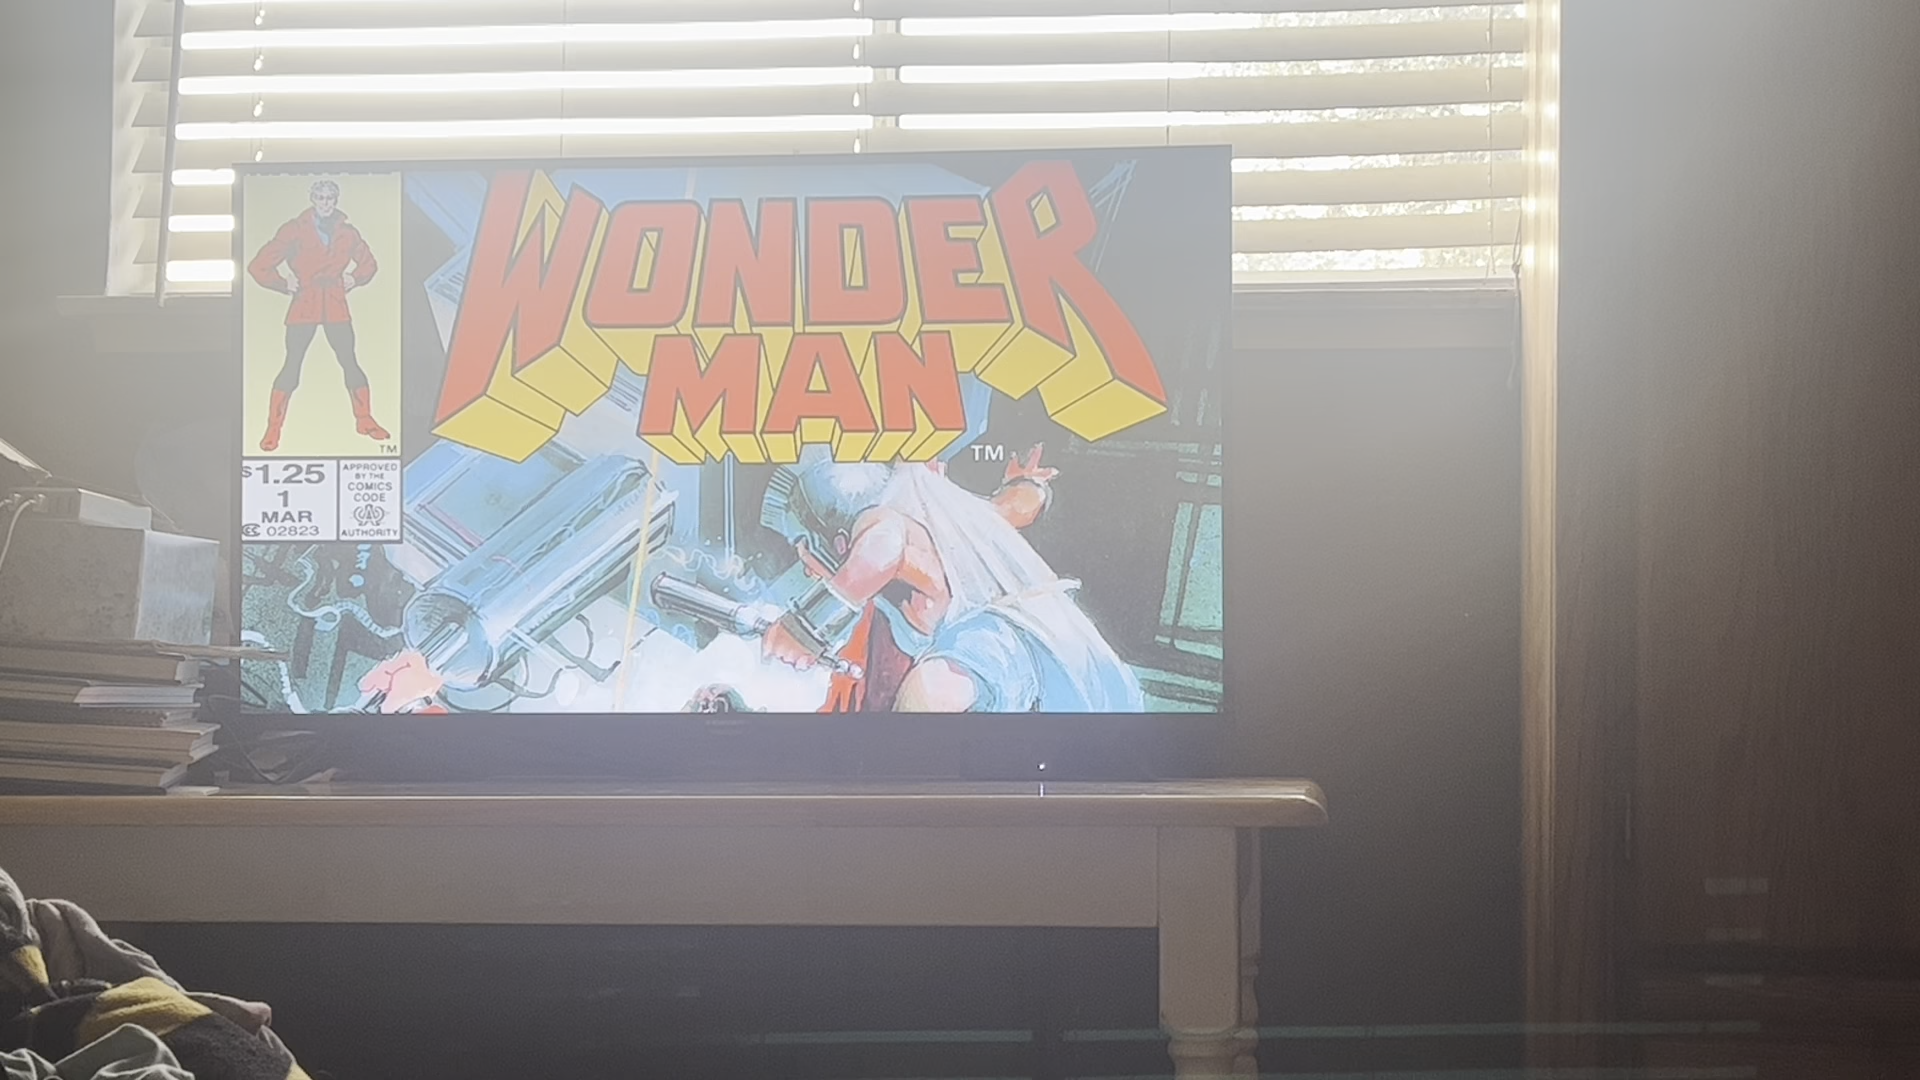 WONDER
MAN
TM
TM
$1.25
1
MAR
02823
APPROVED
BY THE
COMICS
CODE
AUTHORITY